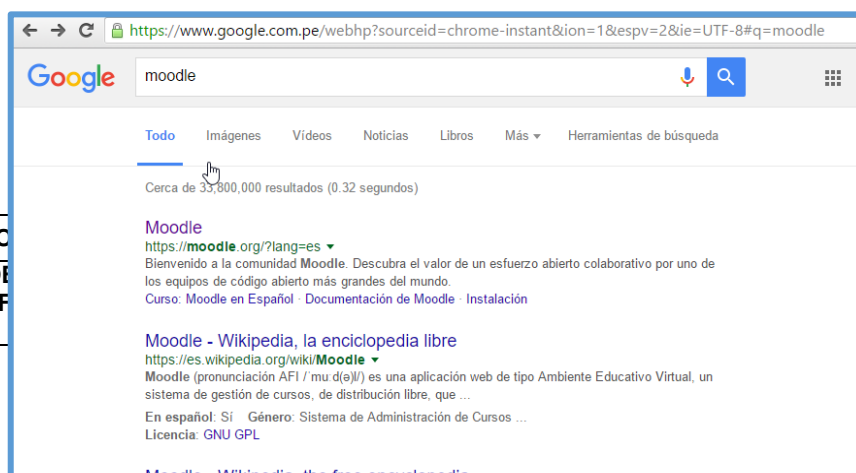 https://www.google.com.pe/webhp?sourceid=chrome-instant&ion=1&espv=2&ie=UTF-8#q=moodle
Google moodle
Todo Imágenes Vídeos Noticias Libros Más Herramientas de búsqueda
Cerca de 33,800,000 resultados (0.32 segundos)
Moodle
https://moodle.org/?lang=es
Bienvenido a la comunidad Moodle. Descubra el valor de un esfuerzo abierto colaborativo por uno de
los equipos de código abierto más grandes del mundo.
Curso: Moodle en Español · Documentación de Moodle · Instalación
Moodle - Wikipedia, la enciclopedia libre
https://es.wikipedia.org/wiki/Moodle
Moodle (pronunciación AFI /ˈmuːd(ə)l/) es una aplicación web de tipo Ambiente Educativo Virtual, un
sistema de gestión de cursos, de distribución libre, que ...
En español: Sí Género: Sistema de Administración de Cursos ...
Licencia: GNU GPL